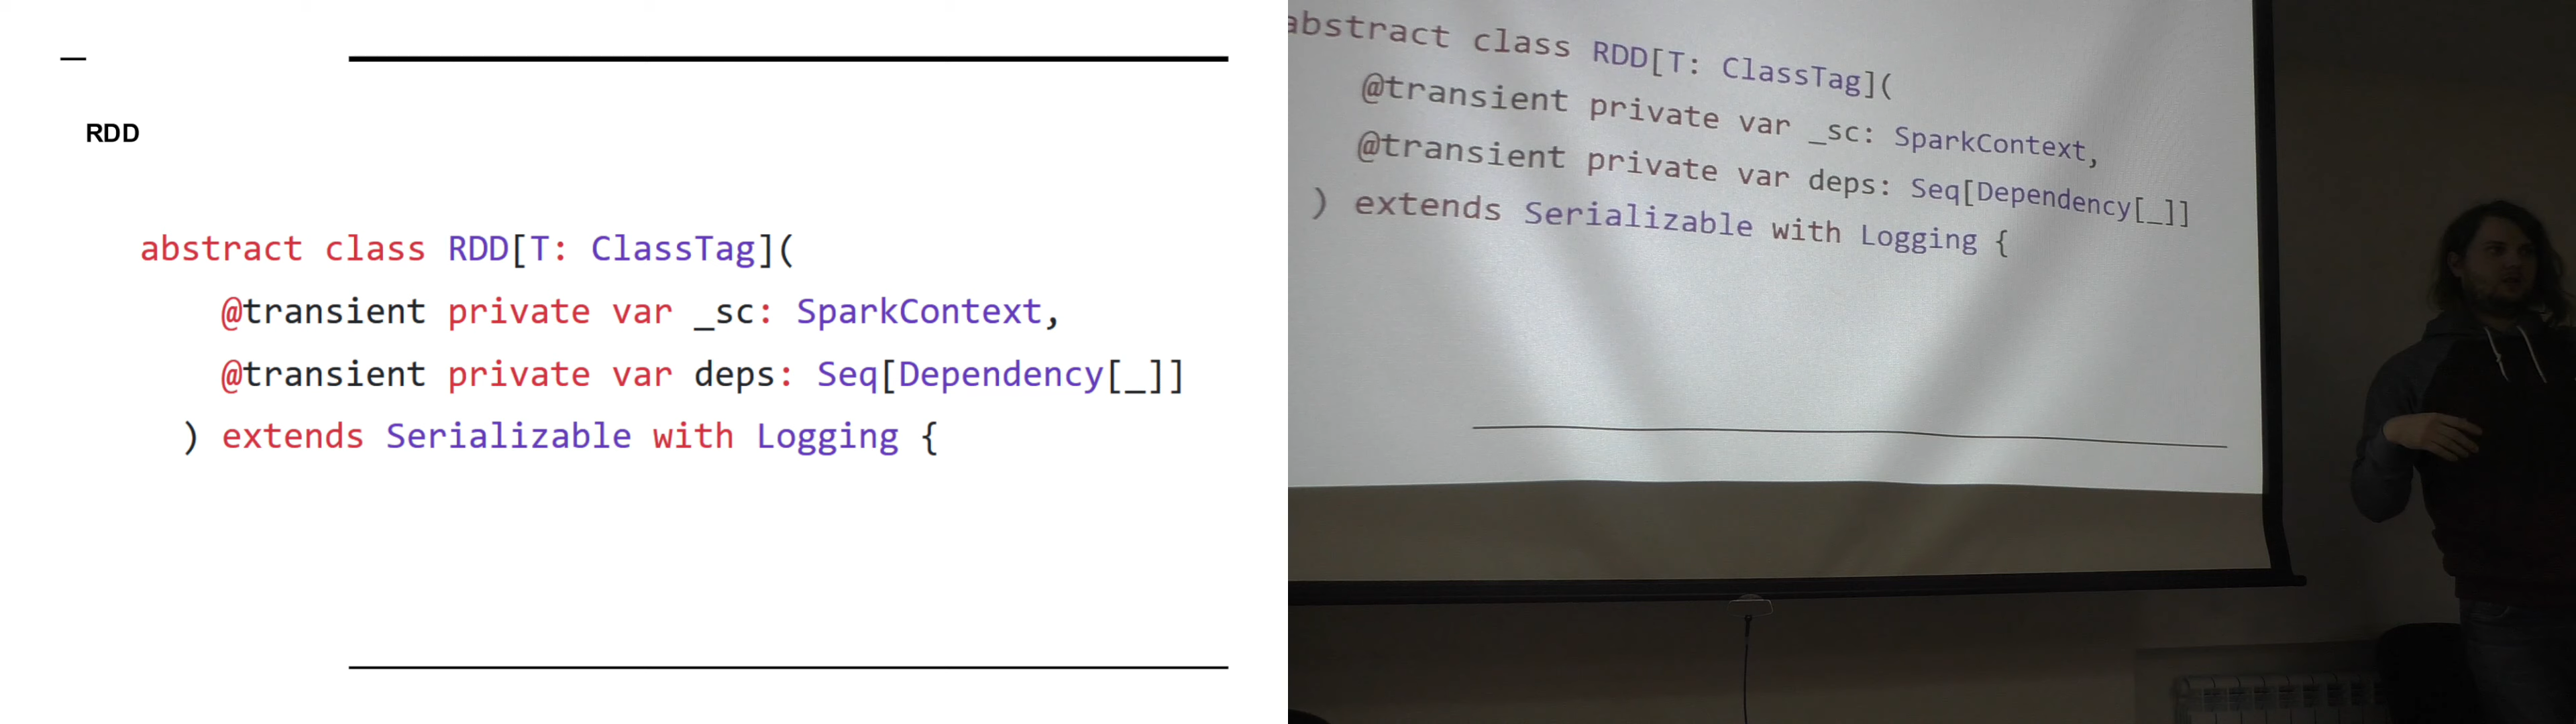 RDD
abstract class RDD[T: ClassTag](
@transient private var _sc: SparkContext,
@transient private var deps: Seq[Dependency[_]]
) extends Serializable with Logging {
abstract class RDD[T: ClassTag](
@transient private var _sc: SparkContext,
@transient private var deps: Seq[Dependency[_]]
) extends Serializable with Logging {